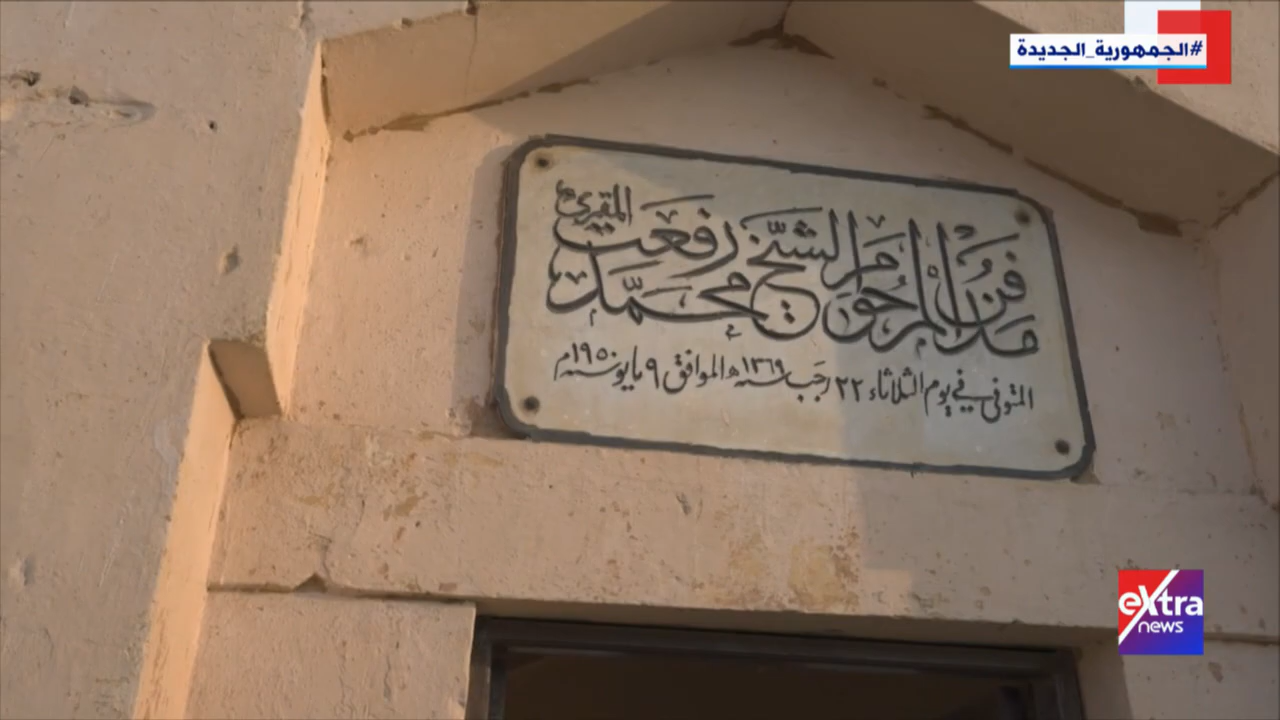 #الجمهورية_الجديدة
مدفن المرحوم الشيخ محمد رفعت المقرئ
المتوفى في يوم الثلاثاء ٢٢ رجب سنة ١٣٦٩ه الموافق ٩ مايو سنة ١٩٥٠م
eXtra
news